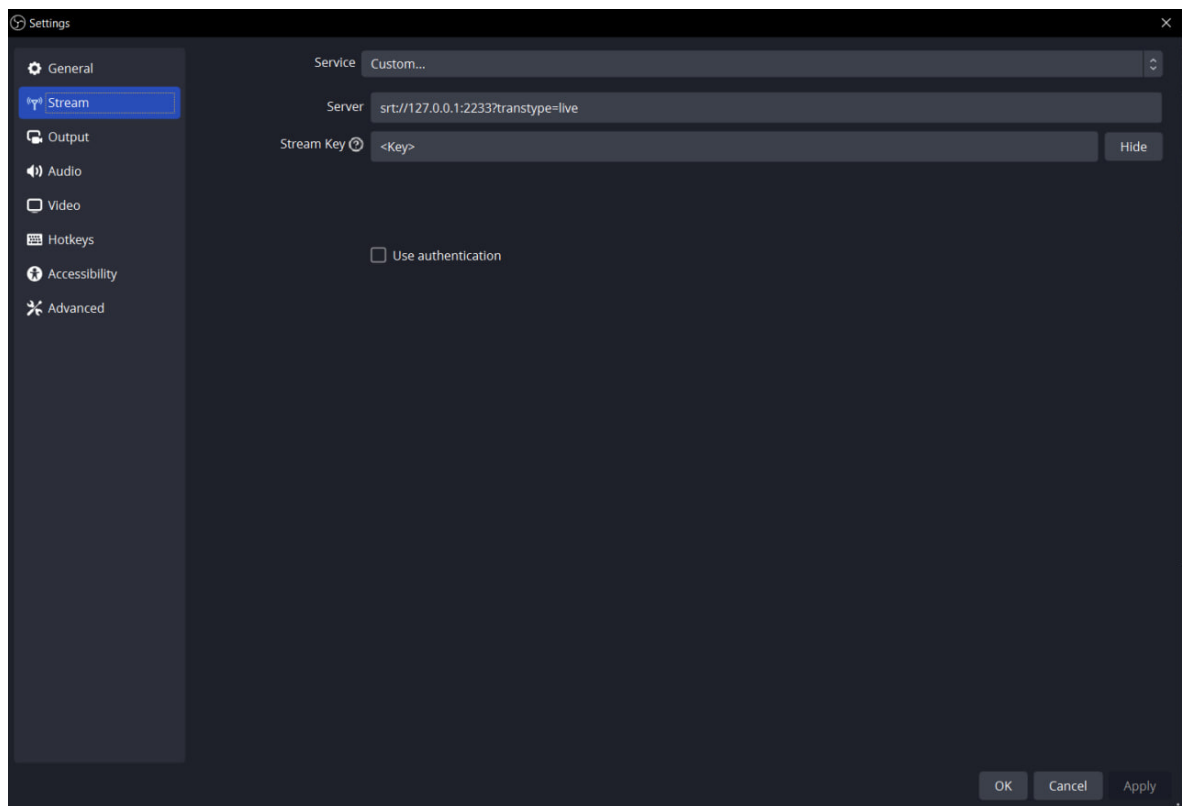 Settings
General
Stream
Output
Audio
Video
Hotkeys
Accessibility
Advanced
Service Custom...
Server srt://127.0.0.1:2233?transtype=live
Stream Key <Key> Hide
Use authentication
OK Cancel Apply